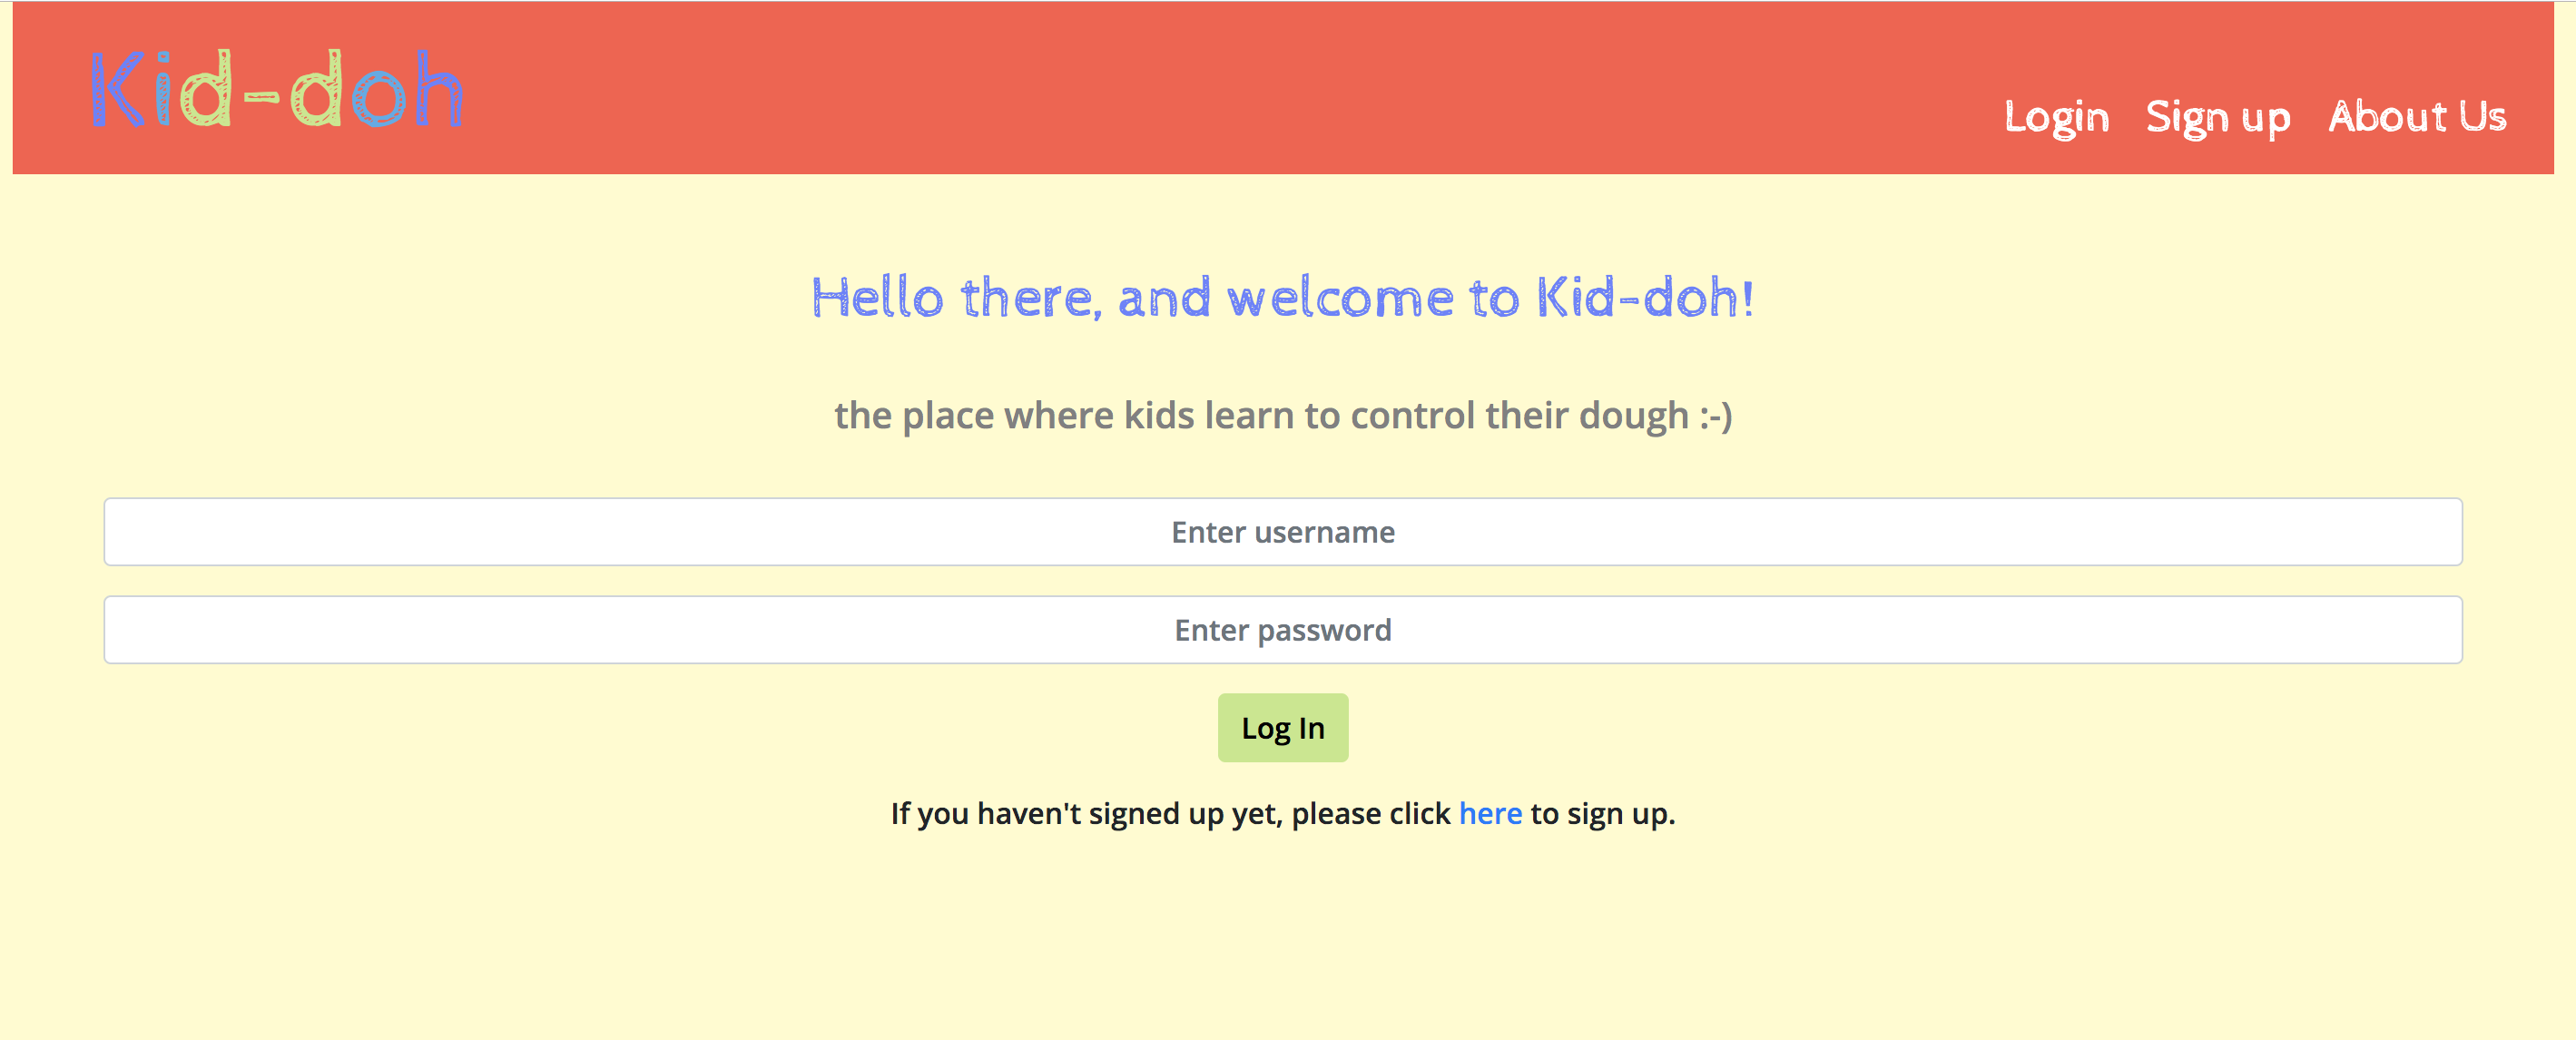 Kid-doh
Login Sign up About Us
Hello there, and welcome to Kid-doh!
the place where kids learn to control their dough :-)
Enter username
Enter password
Log In
If you haven't signed up yet, please click here to sign up.